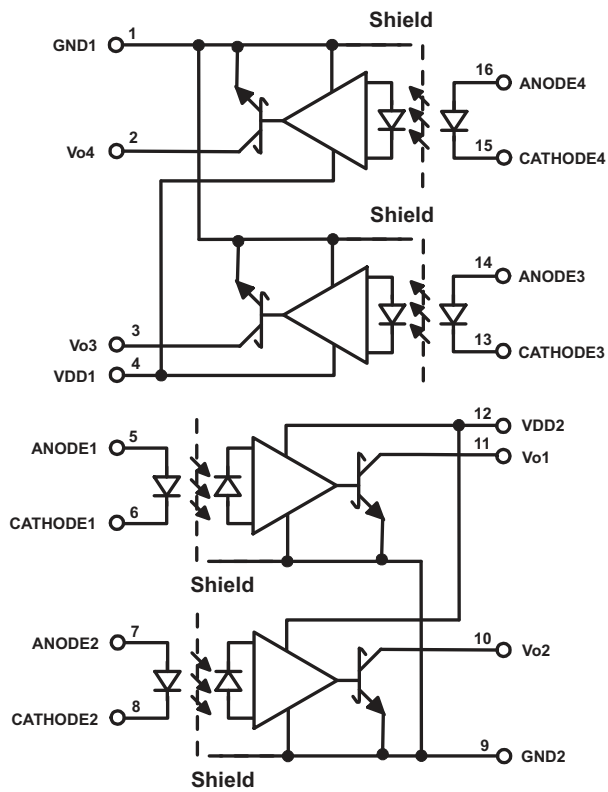 Shield
GND1 1
16 ANODE4
2
Vo4
15 CATHODE4
Shield
14 ANODE3
3
Vo3
13 CATHODE3
4
VDD1
12 VDD2
5
ANODE1
11 Vo1
6
CATHODE1
Shield
7
ANODE2
10 Vo2
8
CATHODE2
9 GND2
Shield